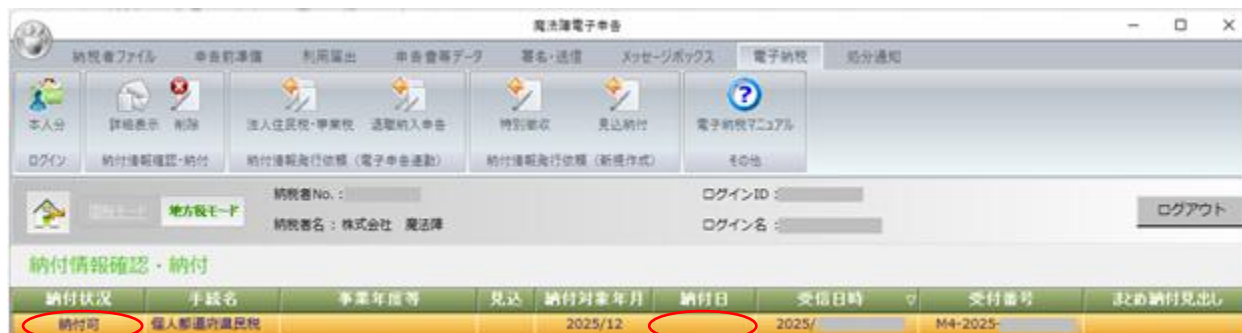 魔法陣電子申告
納税者ファイル 申告前準備 利用届出 申告書等データ 署名・送信 メッセージボックス 電子納税 処分通知
本人分 詳細表示 削除 法人住民税・事業税 退職納入申告 特別徴収 見込納付 電子納税マニュアル
ログイン 納付情報確認・納付 納付情報発行依頼（電子申告連動） 納付情報発行依頼（新規作成） その他
国税モード 地方税モード
納税者No.： ログインID：
納税者名：株式会社 魔法陣 ログイン名：
ログアウト
納付情報確認・納付
納付状況 手続名 事業年度等 見込 納付対象年月 納付日 受信日時 受付番号 まとめ納付見出し
納付可 個人都道府県民税 2025/12 2025/ M4-2025-